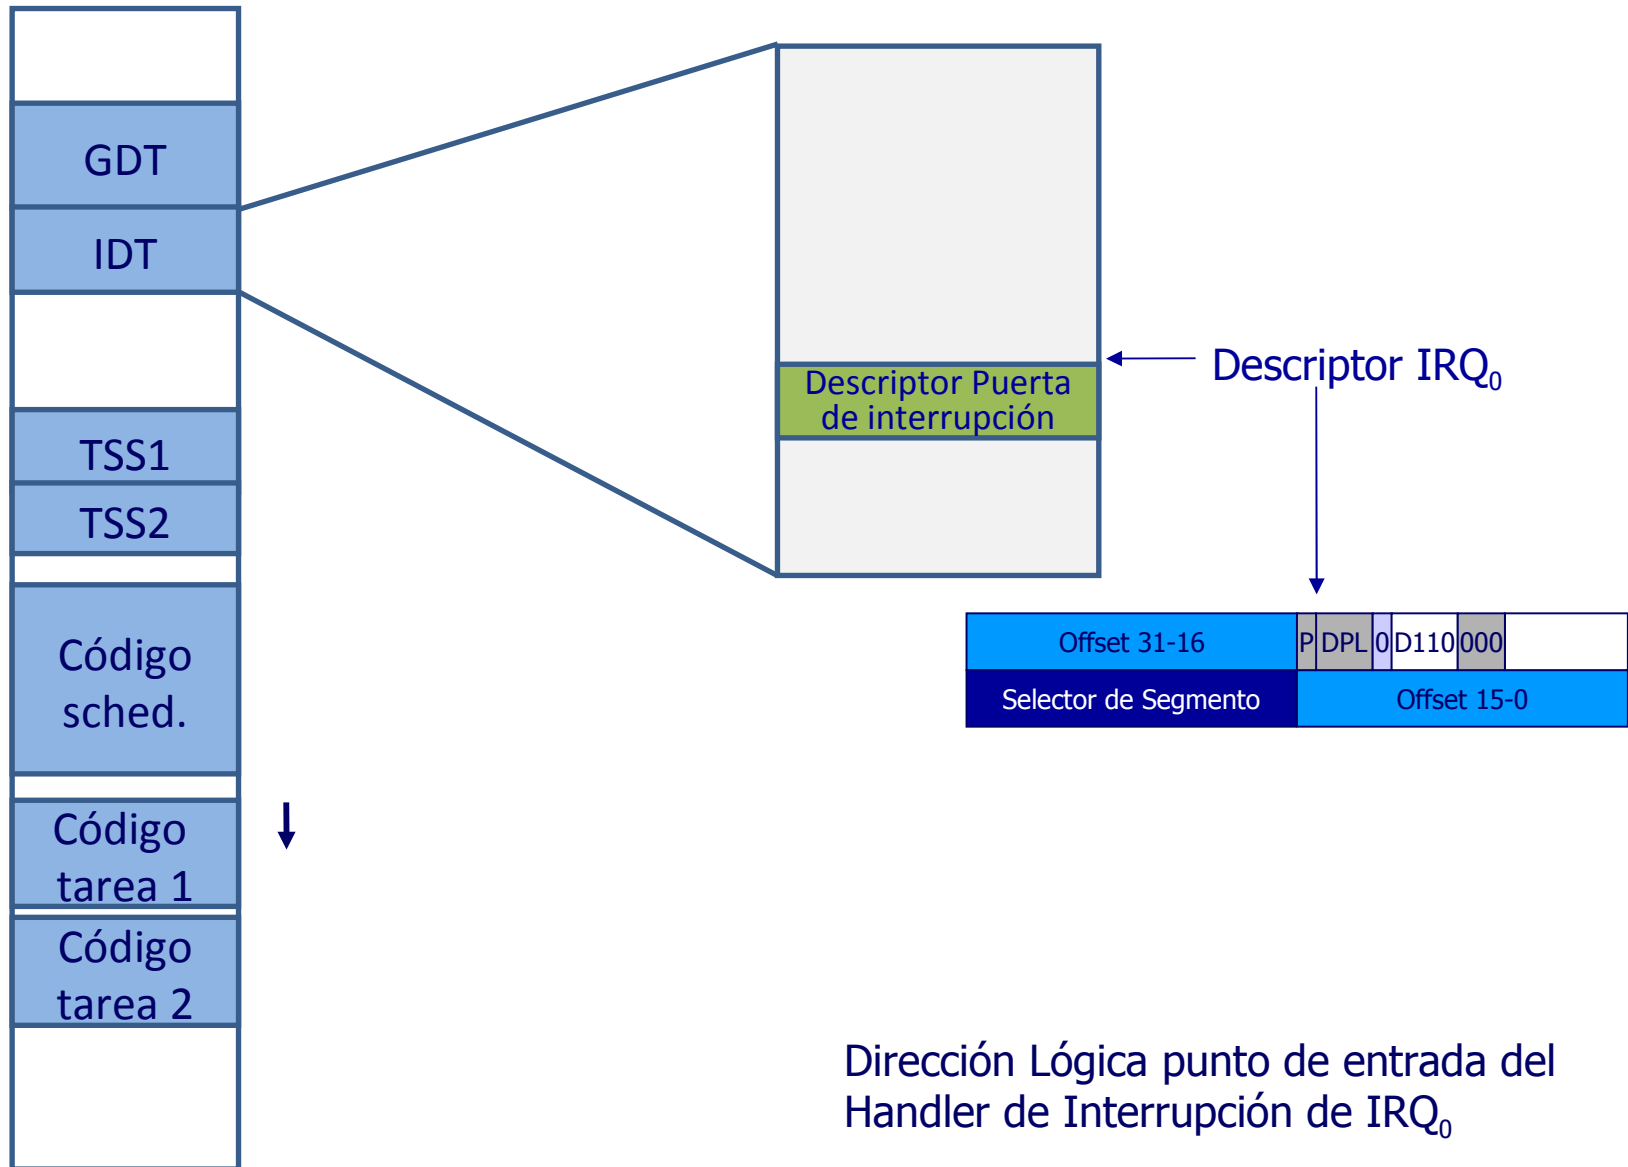 GDT
IDT
TSS1
TSS2
Código
sched.
Código
tarea 1
Código
tarea 2
Descriptor Puerta
de interrupción
Descriptor IRQ0
Offset 31-16 P DPL 0 D110 000
Selector de Segmento Offset 15-0
Dirección Lógica punto de entrada del
Handler de Interrupción de IRQ0